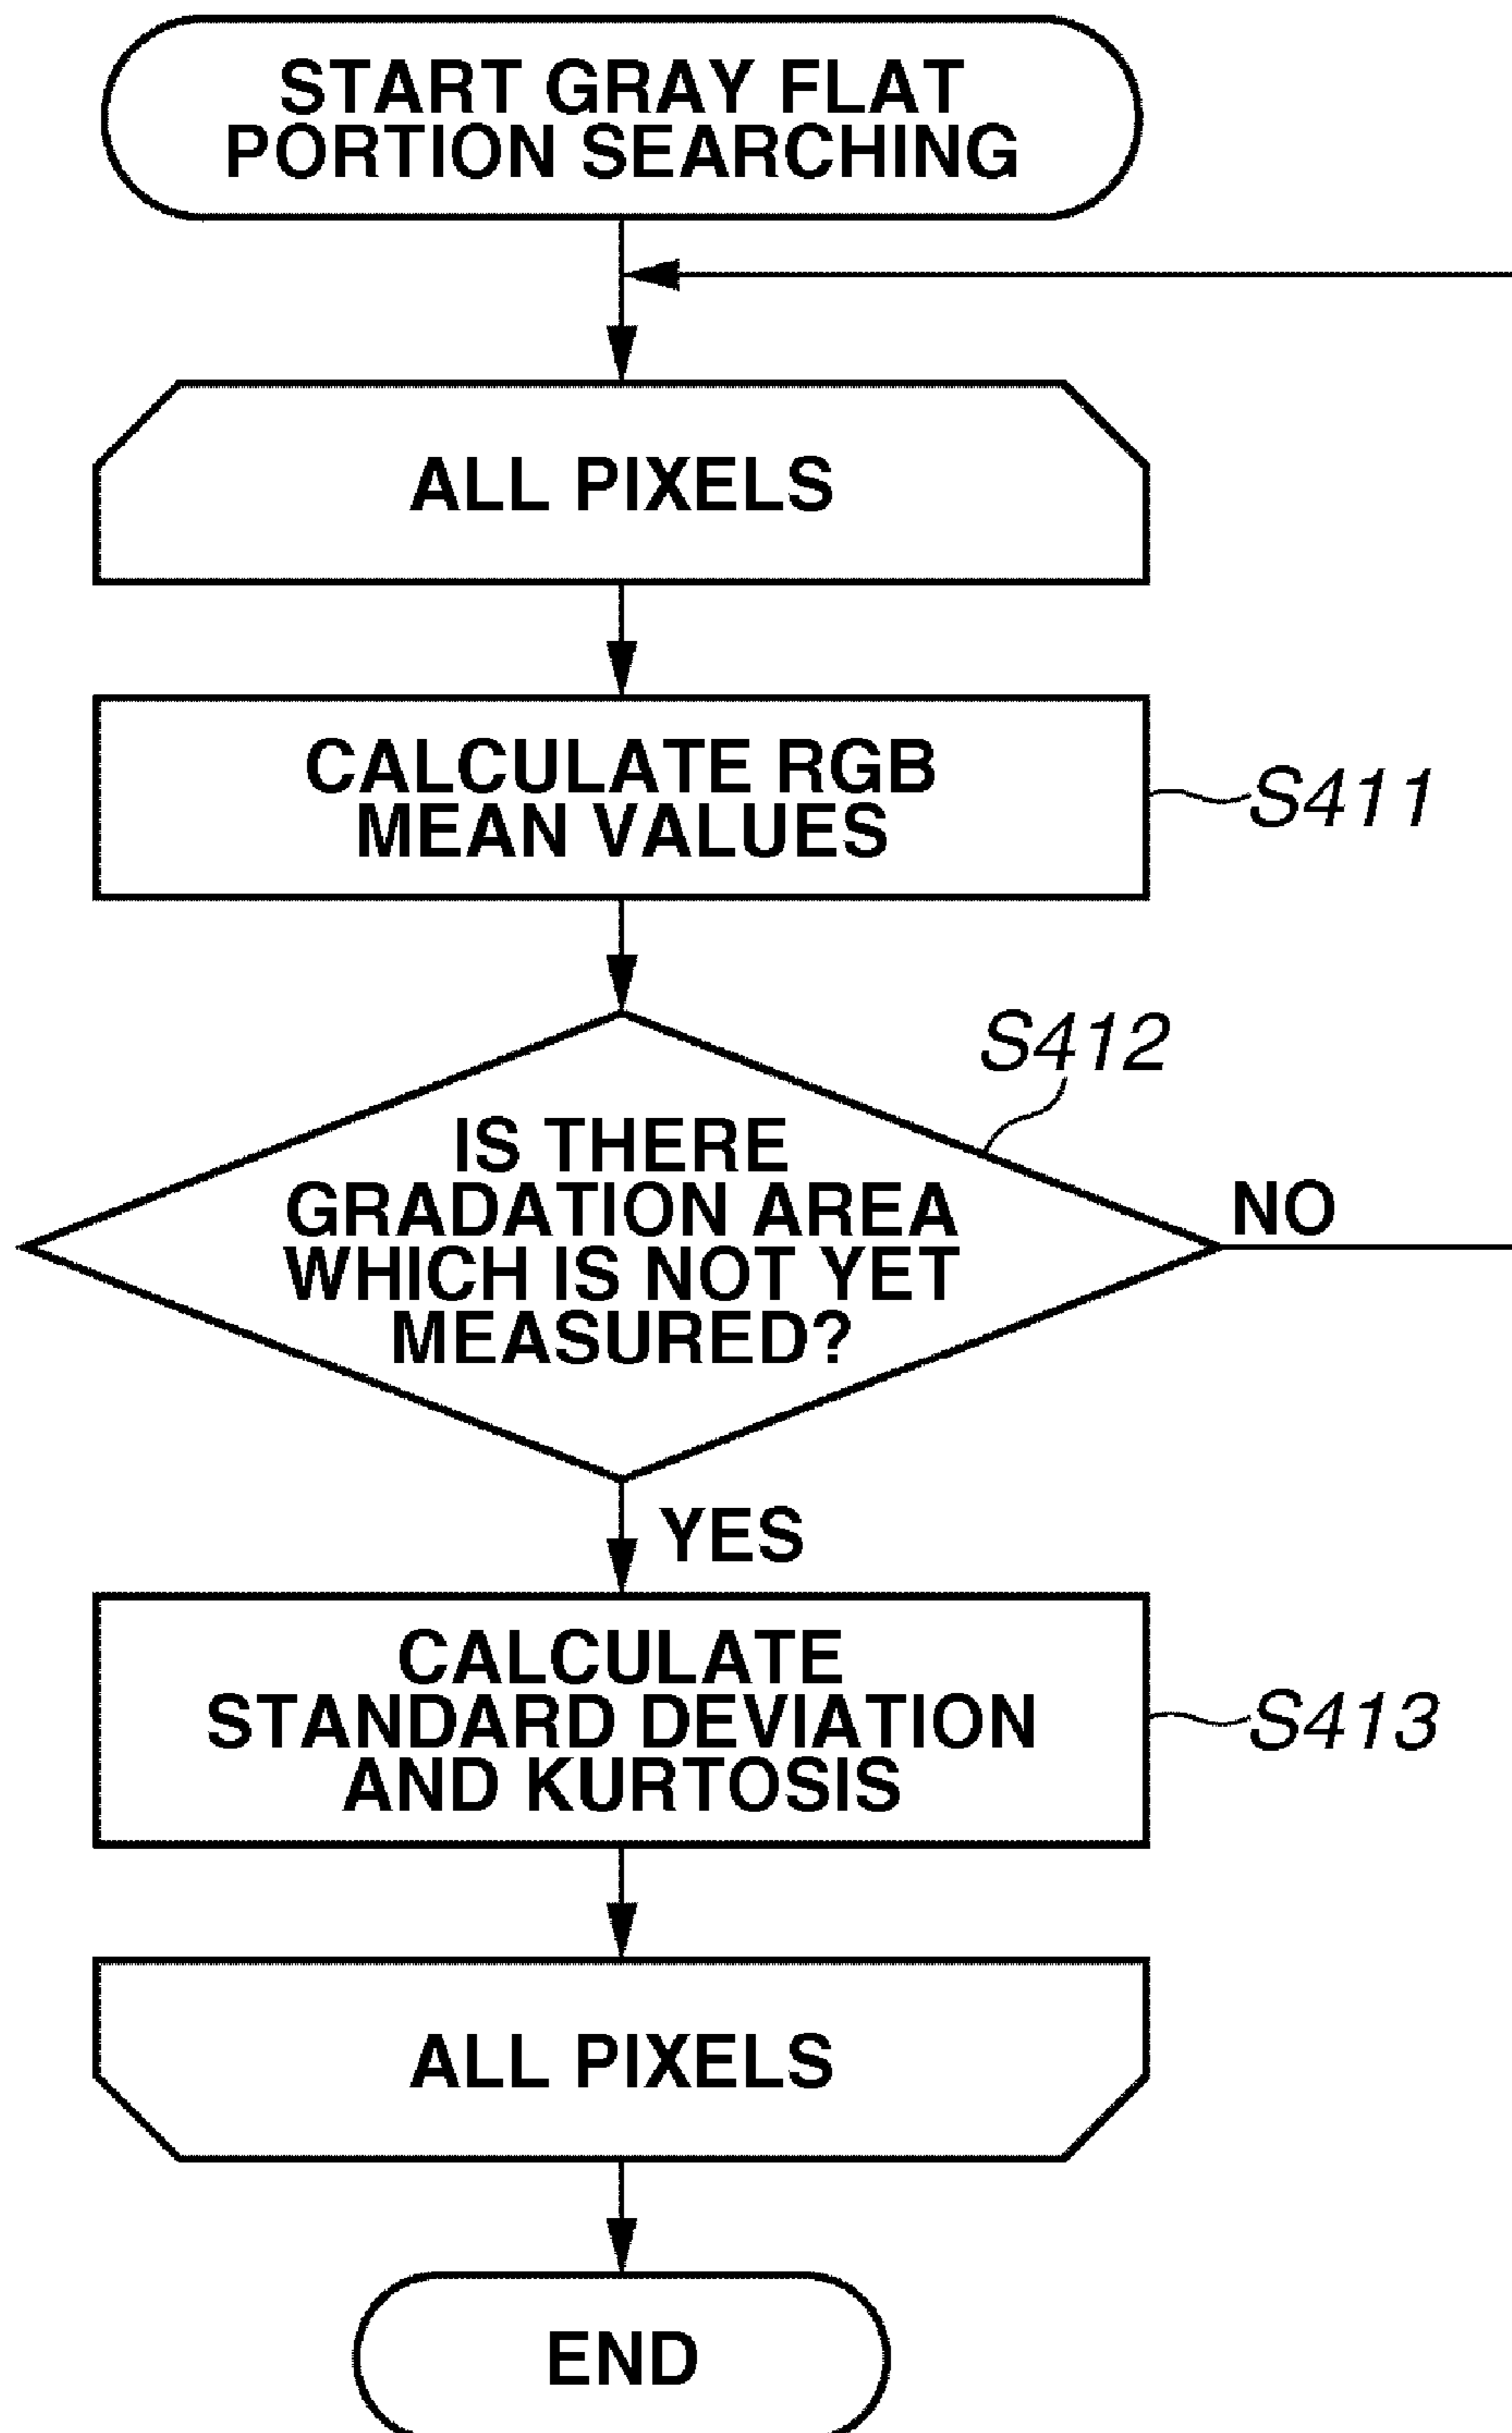 START GRAY FLAT
PORTION SEARCHING
ALL PIXELS
CALCULATE RGB
MEAN VALUES
S411
S412
IS THERE
GRADATION AREA
WHICH IS NOT YET
MEASURED?
NO
YES
CALCULATE
STANDARD DEVIATION
AND KURTOSIS
S413
ALL PIXELS
END